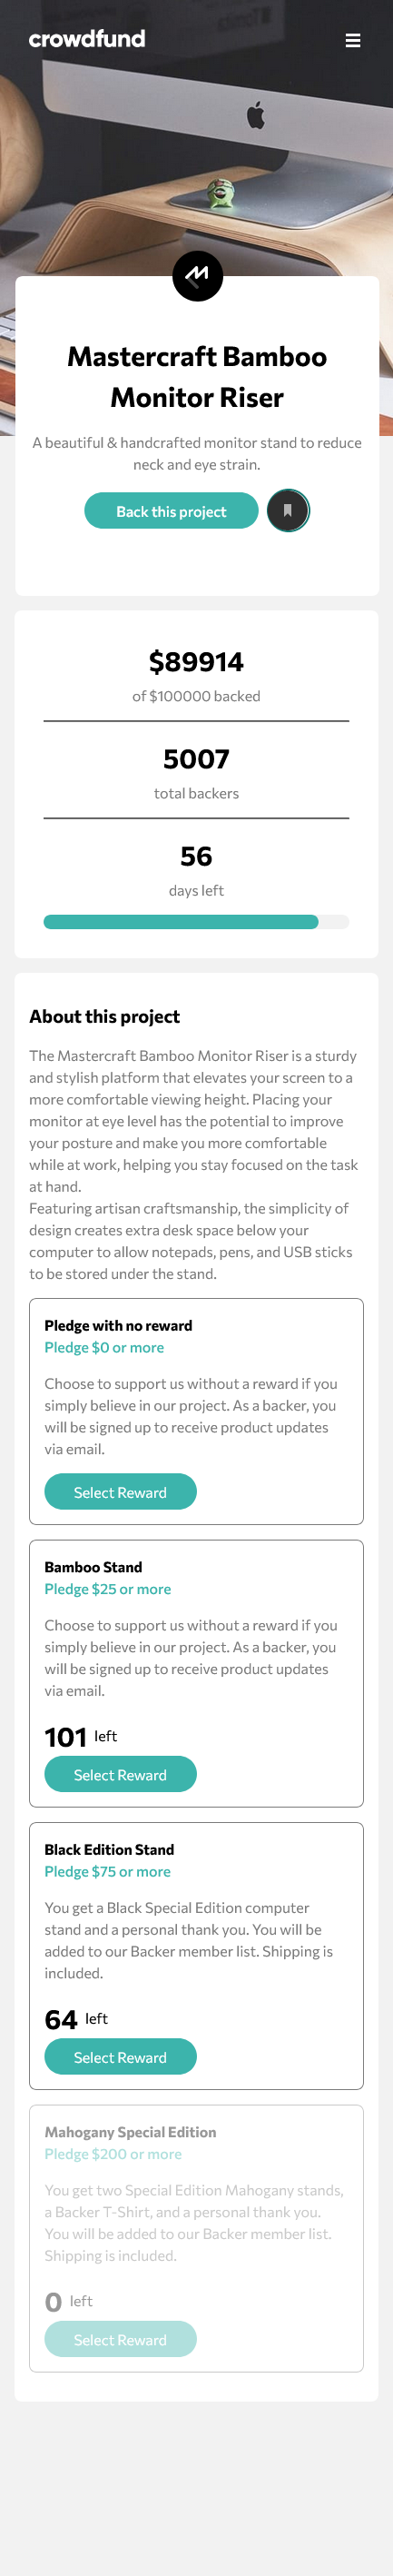 crowdfund
Mastercraft Bamboo
Monitor Riser
A beautiful & handcrafted monitor stand to reduce
neck and eye strain.
Back this project
$89914
of $100000 backed
5007
total backers
56
days left
About this project
The Mastercraft Bamboo Monitor Riser is a sturdy
and stylish platform that elevates your screen to a
more comfortable viewing height. Placing your
monitor at eye level has the potential to improve
your posture and make you more comfortable
while at work, helping you stay focused on the task
at hand.
Featuring artisan craftsmanship, the simplicity of
design creates extra desk space below your
computer to allow notepads, pens, and USB sticks
to be stored under the stand.
Pledge with no reward
Pledge $0 or more
Choose to support us without a reward if you
simply believe in our project. As a backer, you
will be signed up to receive product updates
via email.
Select Reward
Bamboo Stand
Pledge $25 or more
Choose to support us without a reward if you
simply believe in our project. As a backer, you
will be signed up to receive product updates
via email.
101 left
Select Reward
Black Edition Stand
Pledge $75 or more
You get a Black Special Edition computer
stand and a personal thank you. You will be
added to our Backer member list. Shipping is
included.
64 left
Select Reward
Mahogany Special Edition
Pledge $200 or more
You get two Special Edition Mahogany stands,
a Backer T-Shirt, and a personal thank you.
You will be added to our Backer member list.
Shipping is included.
0 left
Select Reward